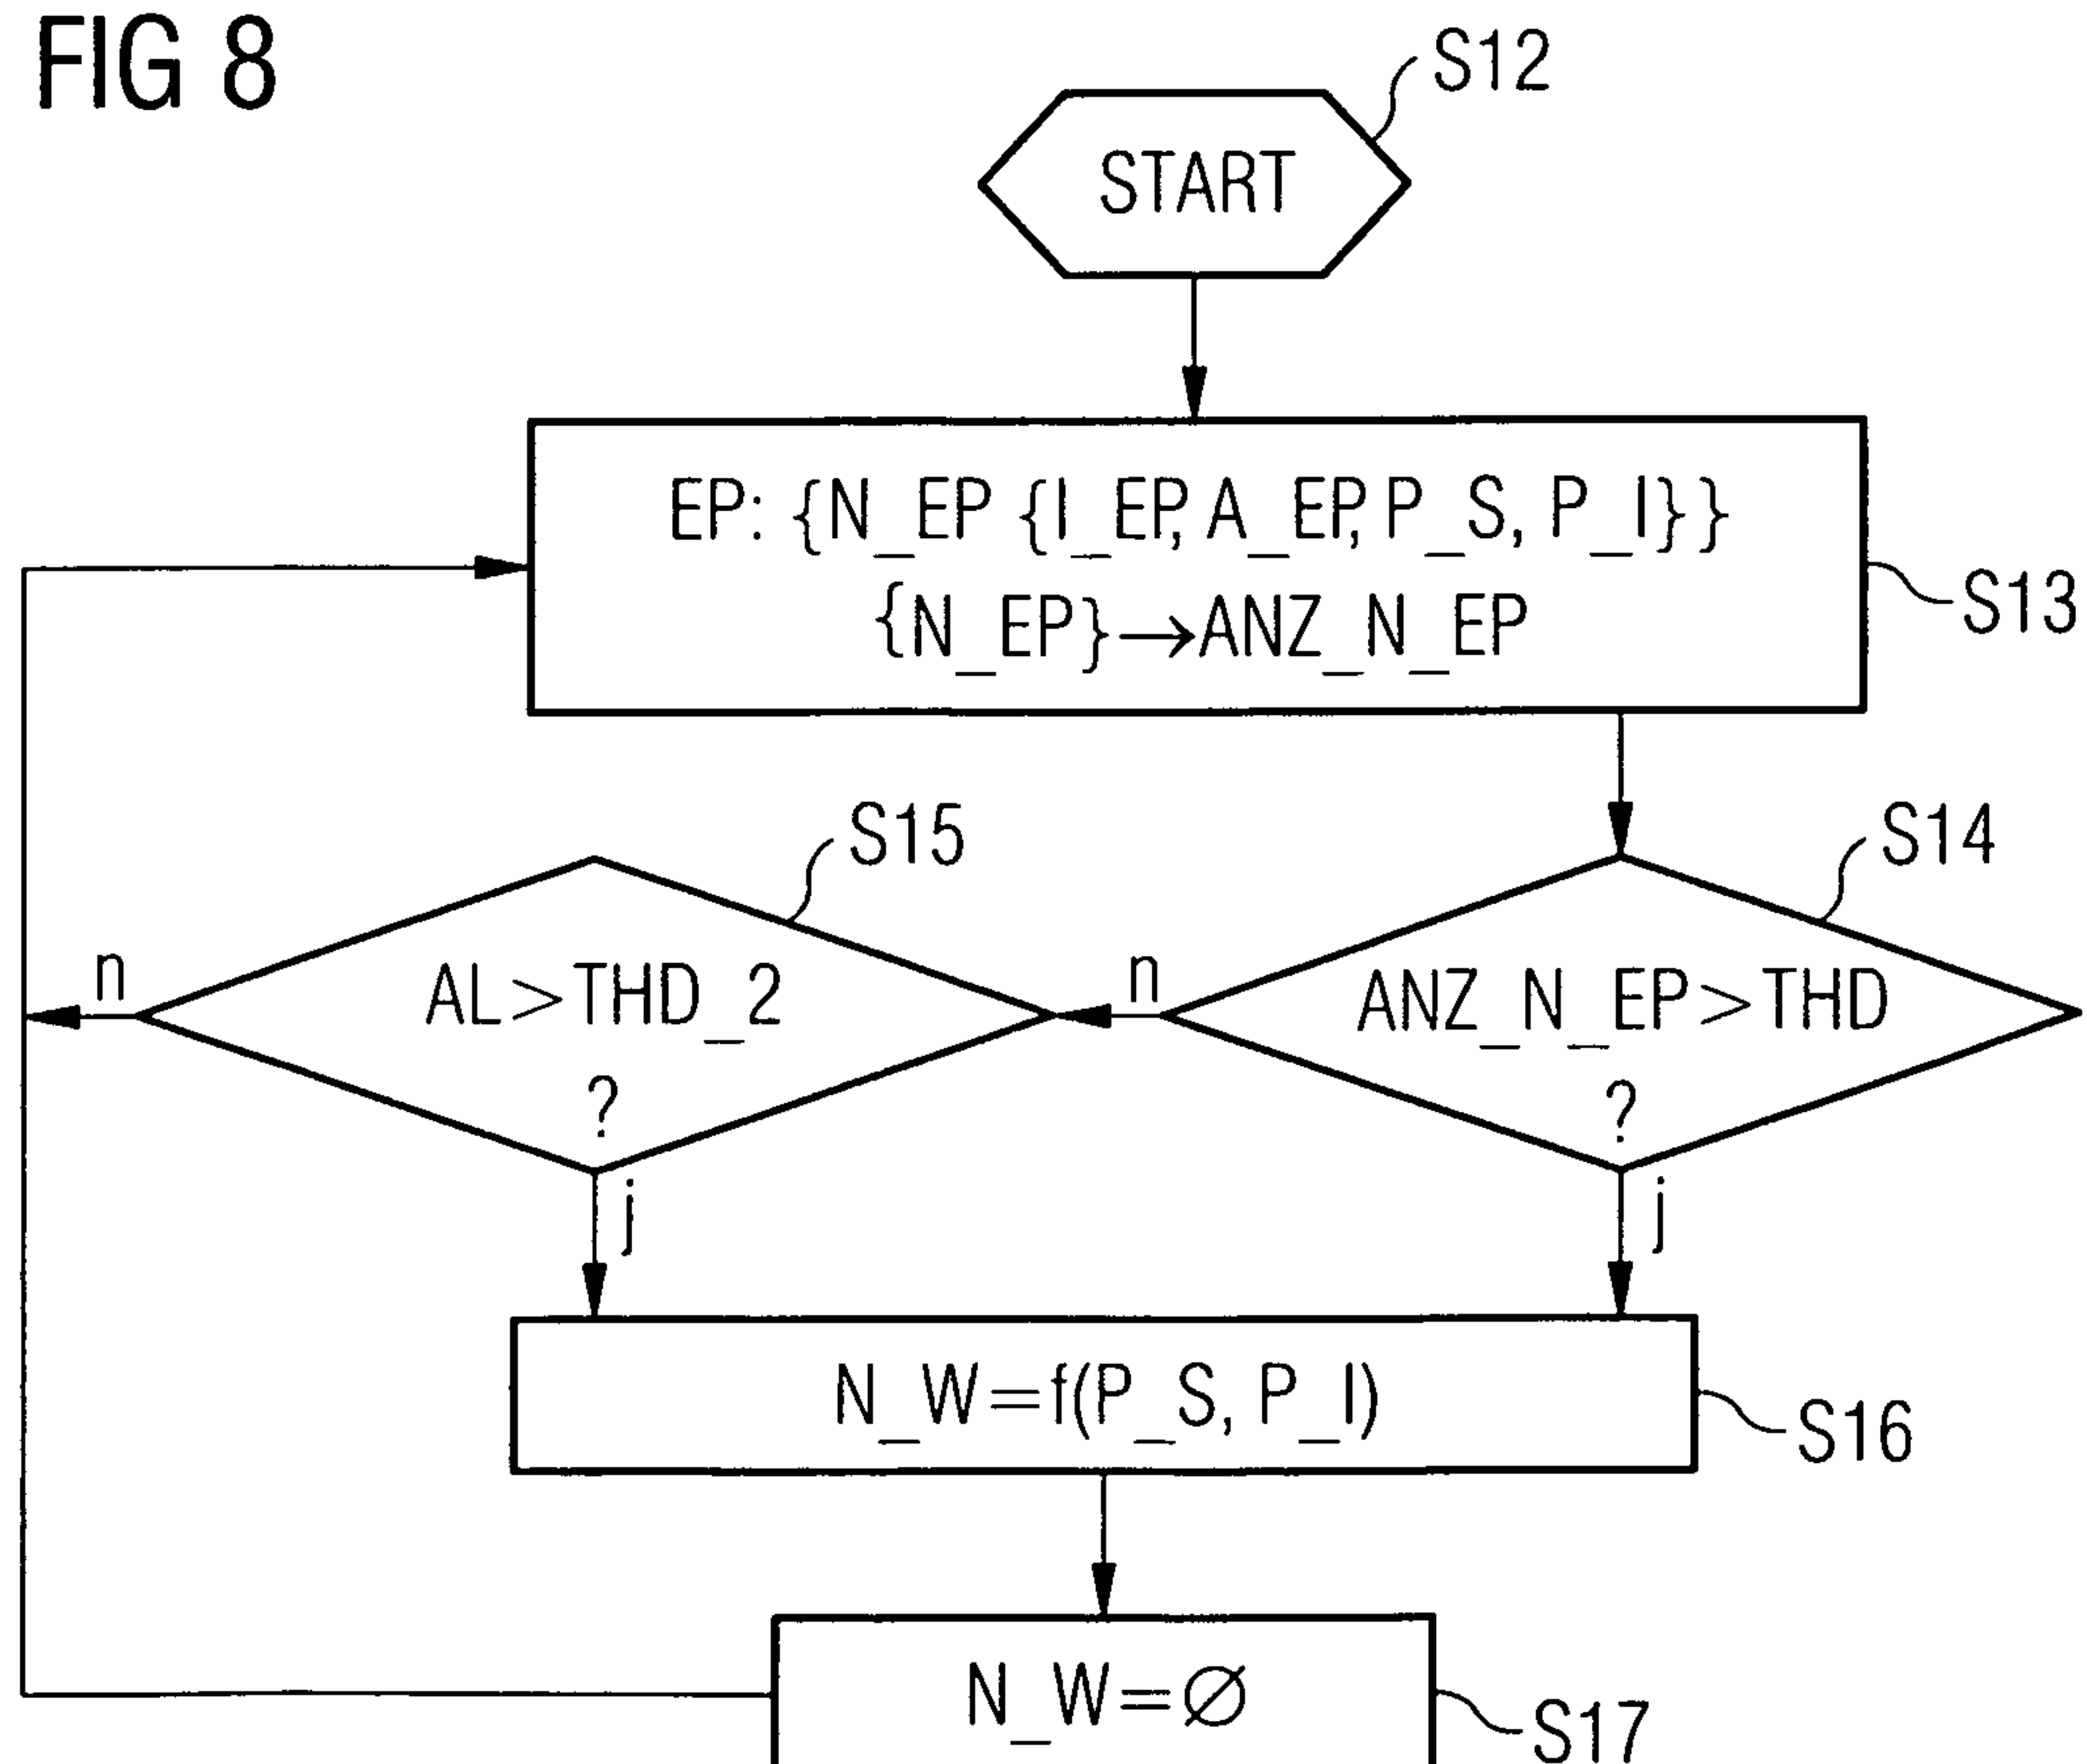 FIG 8
S12
START
EP: {N_EP {I_EP, A_EP, P_S, P_I}}
{N_EP}→ANZ_N_EP
S13
S15
S14
n
AL>THD_2
?
n
ANZ_N_EP>THD
?
j
j
N_W=f(P_S, P_I)
S16
N_W=Ø
S17